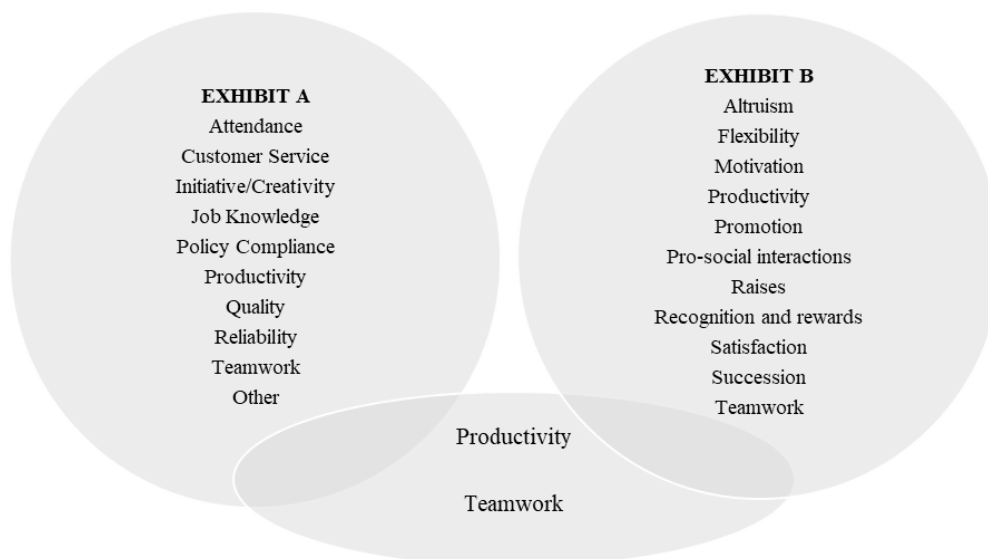 EXHIBIT A
Attendance
Customer Service
Initiative/Creativity
Job Knowledge
Policy Compliance
Productivity
Quality
Reliability
Teamwork
Other
EXHIBIT B
Altruism
Flexibility
Motivation
Productivity
Promotion
Pro-social interactions
Raises
Recognition and rewards
Satisfaction
Succession
Teamwork
Productivity
Teamwork